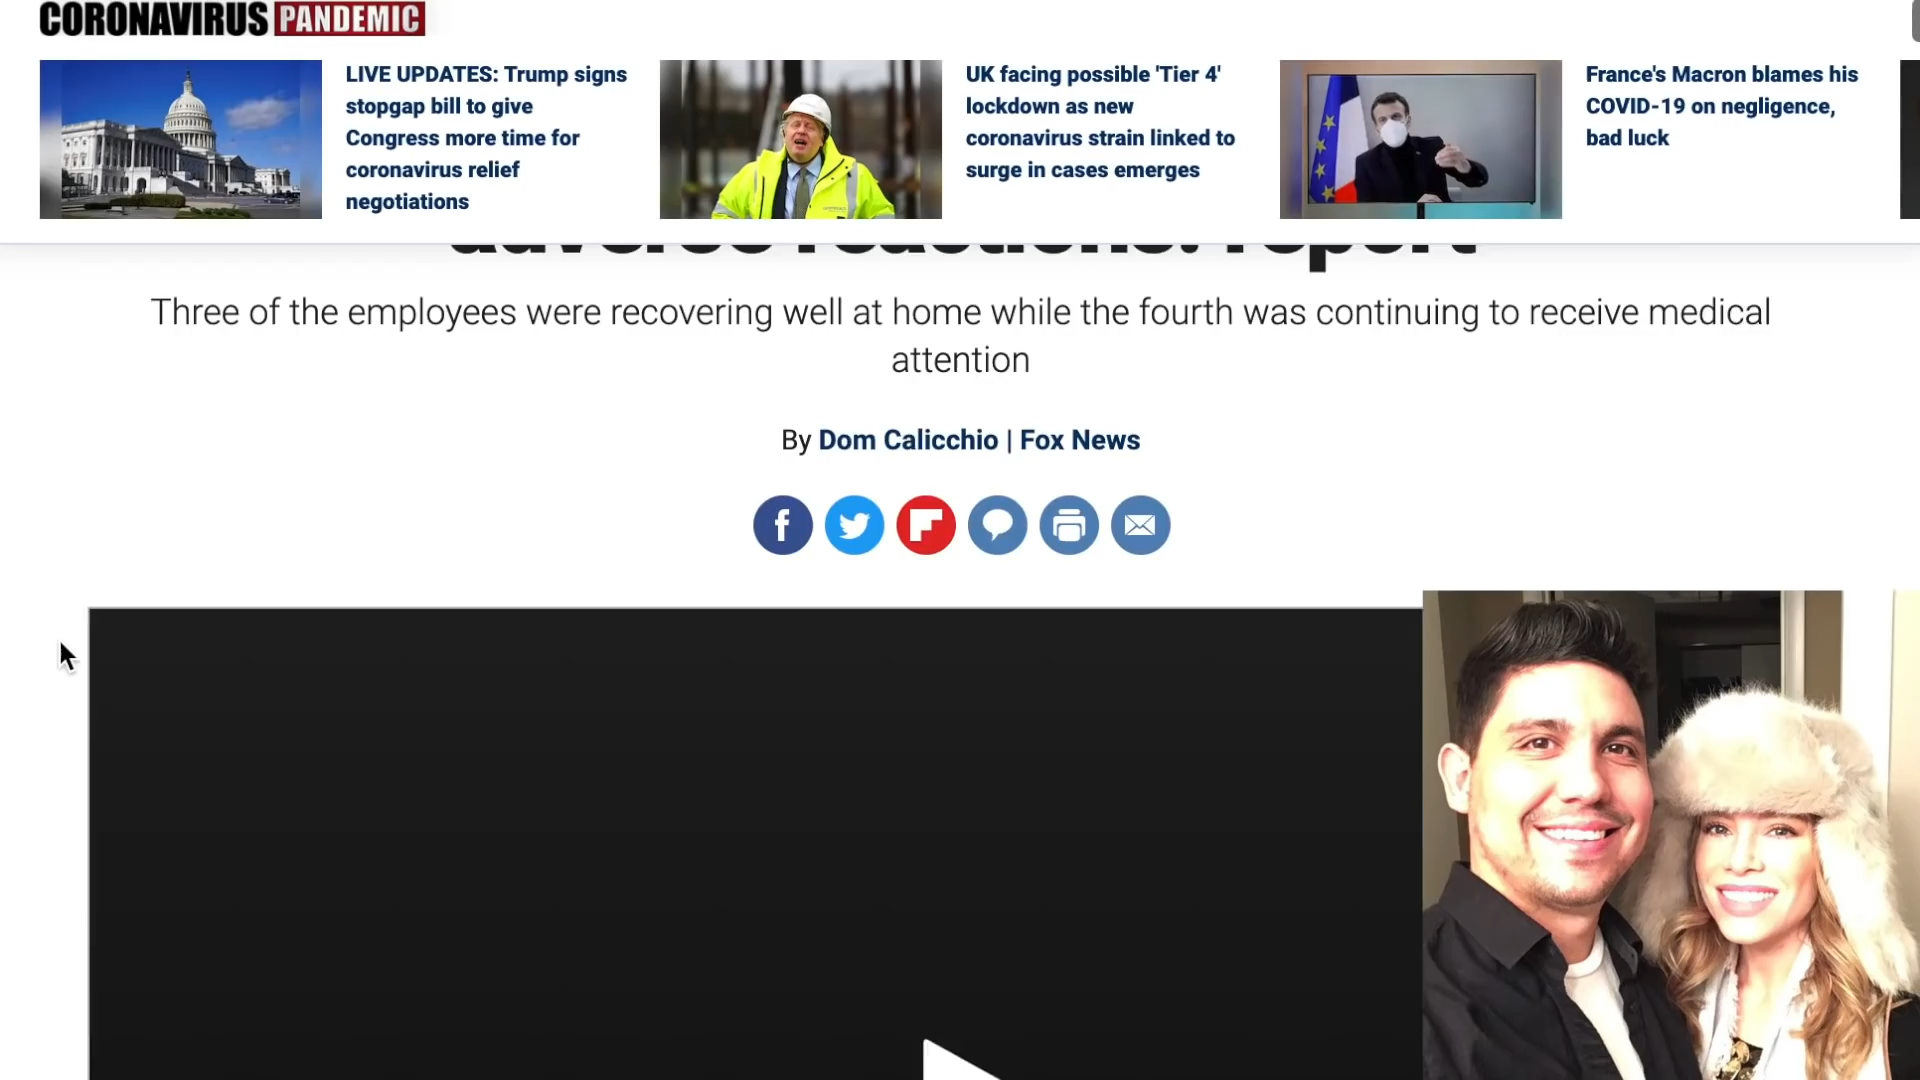 CORONAVIRUS PANDEMIC
LIVE UPDATES: Trump signs
stopgap bill to give
Congress more time for
coronavirus relief
negotiations
UK facing possible 'Tier 4'
lockdown as new
coronavirus strain linked to
surge in cases emerges
France's Macron blames his
COVID-19 on negligence,
bad luck
adverse reactions: report
Three of the employees were recovering well at home while the fourth was continuing to receive medical
attention
By Dom Calicchio | Fox News